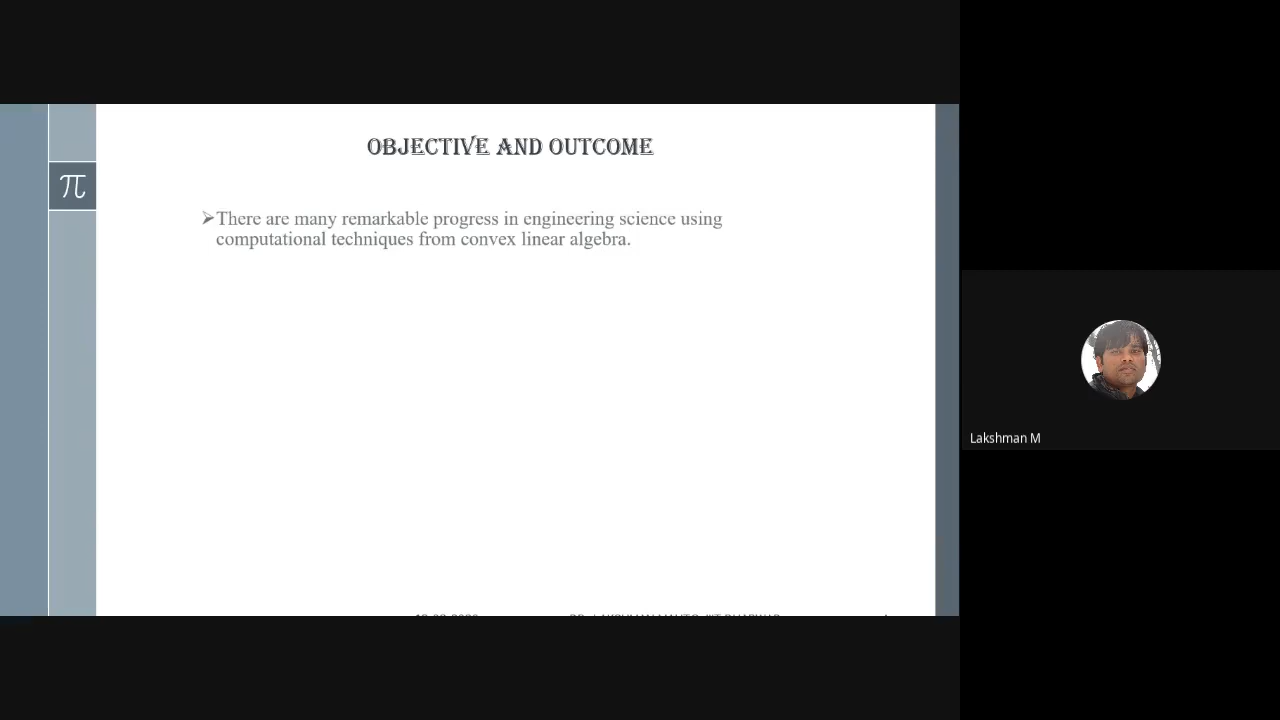 OBJECTIVE AND OUTCOME
π
➢There are many remarkable progress in engineering science using
computational techniques from convex linear algebra.
Lakshman M